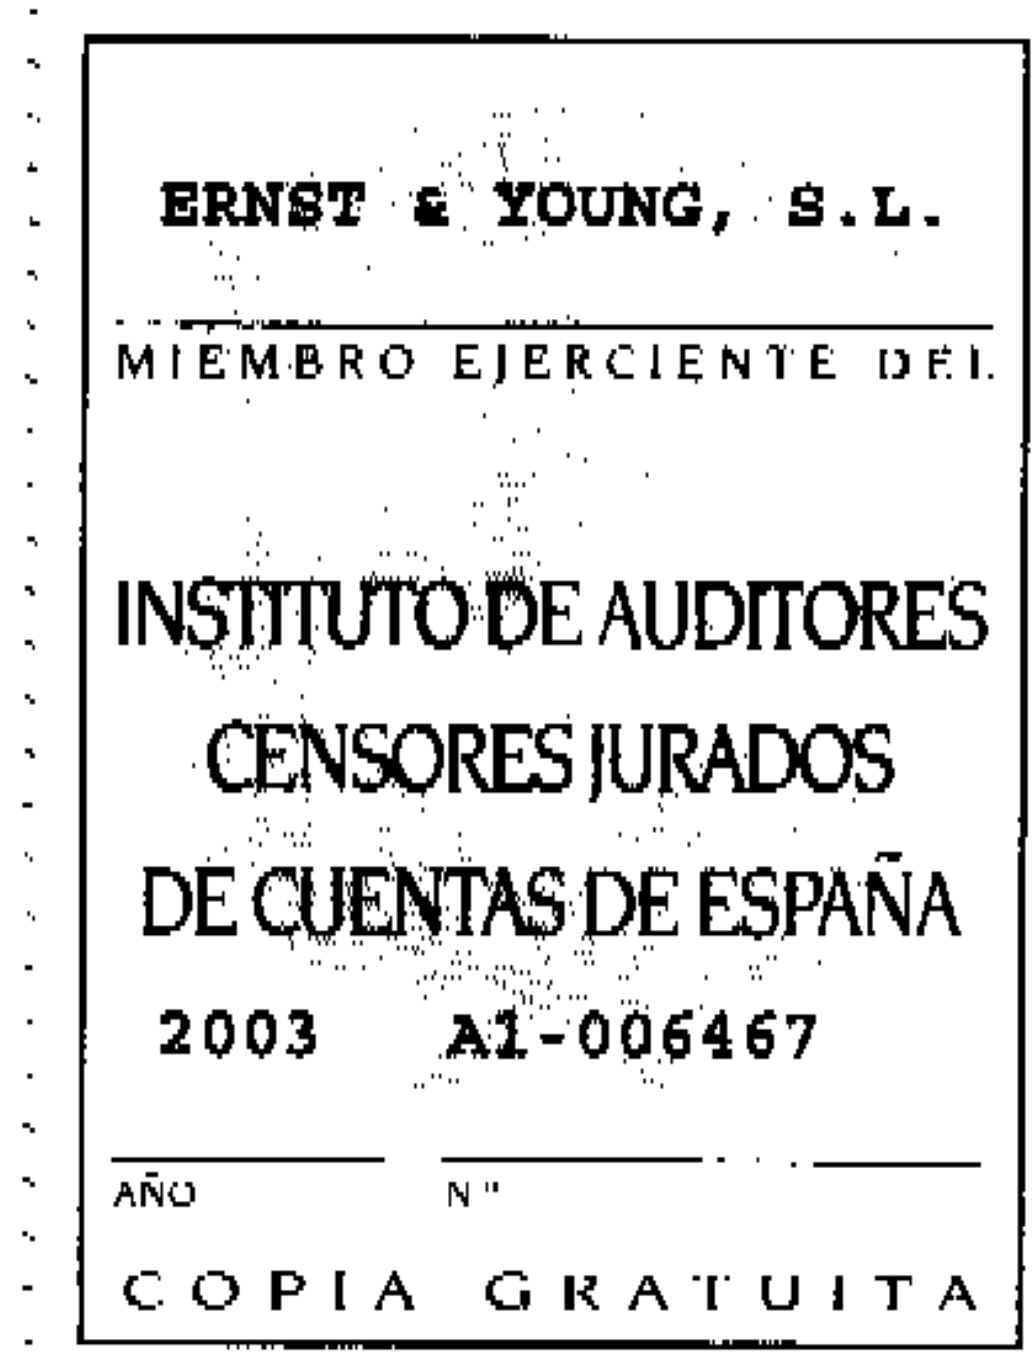 ERNST & YOUNG, S.L.
MIEMBRO EJERCIENTE DEL
INSTITUTO DE AUDITORES
CENSORES JURADOS
DE CUENTAS DE ESPAÑA
2003 A1-006467
AÑO Nº
COPIA GRATUITA